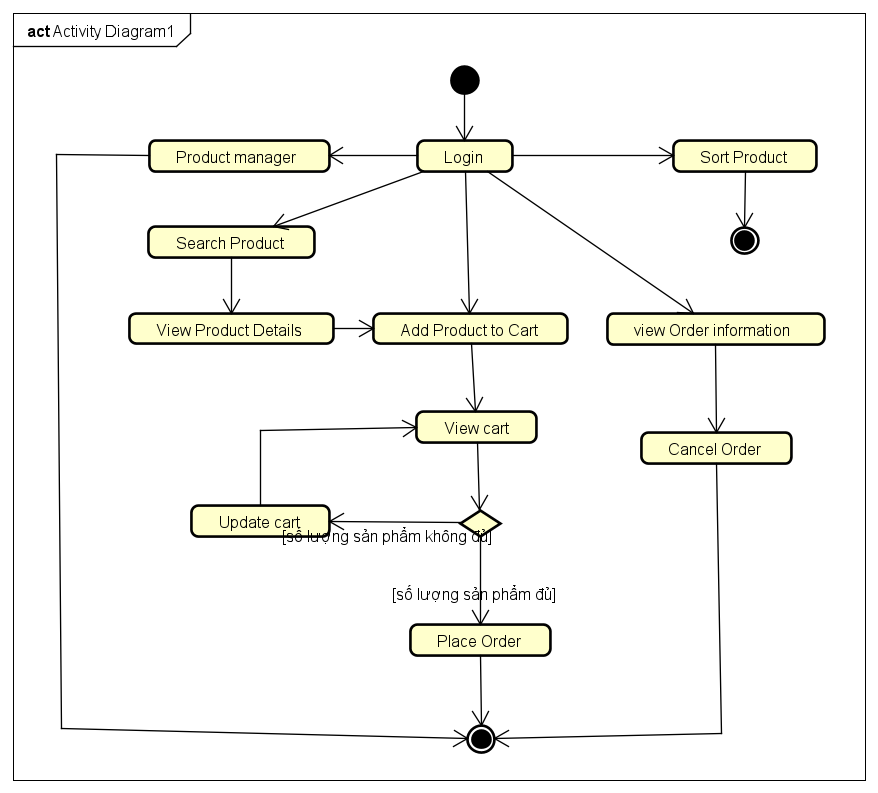 act Activity Diagram1
Product manager
Login
Sort Product
Search Product
View Product Details
Add Product to Cart
view Order information
View cart
Cancel Order
Update cart
[số lượng sản phẩm không đủ]
[số lượng sản phẩm đủ]
Place Order